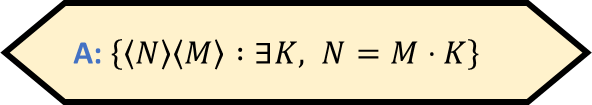 A: {⟨N⟩⟨M⟩ : ∃K, N = M · K}